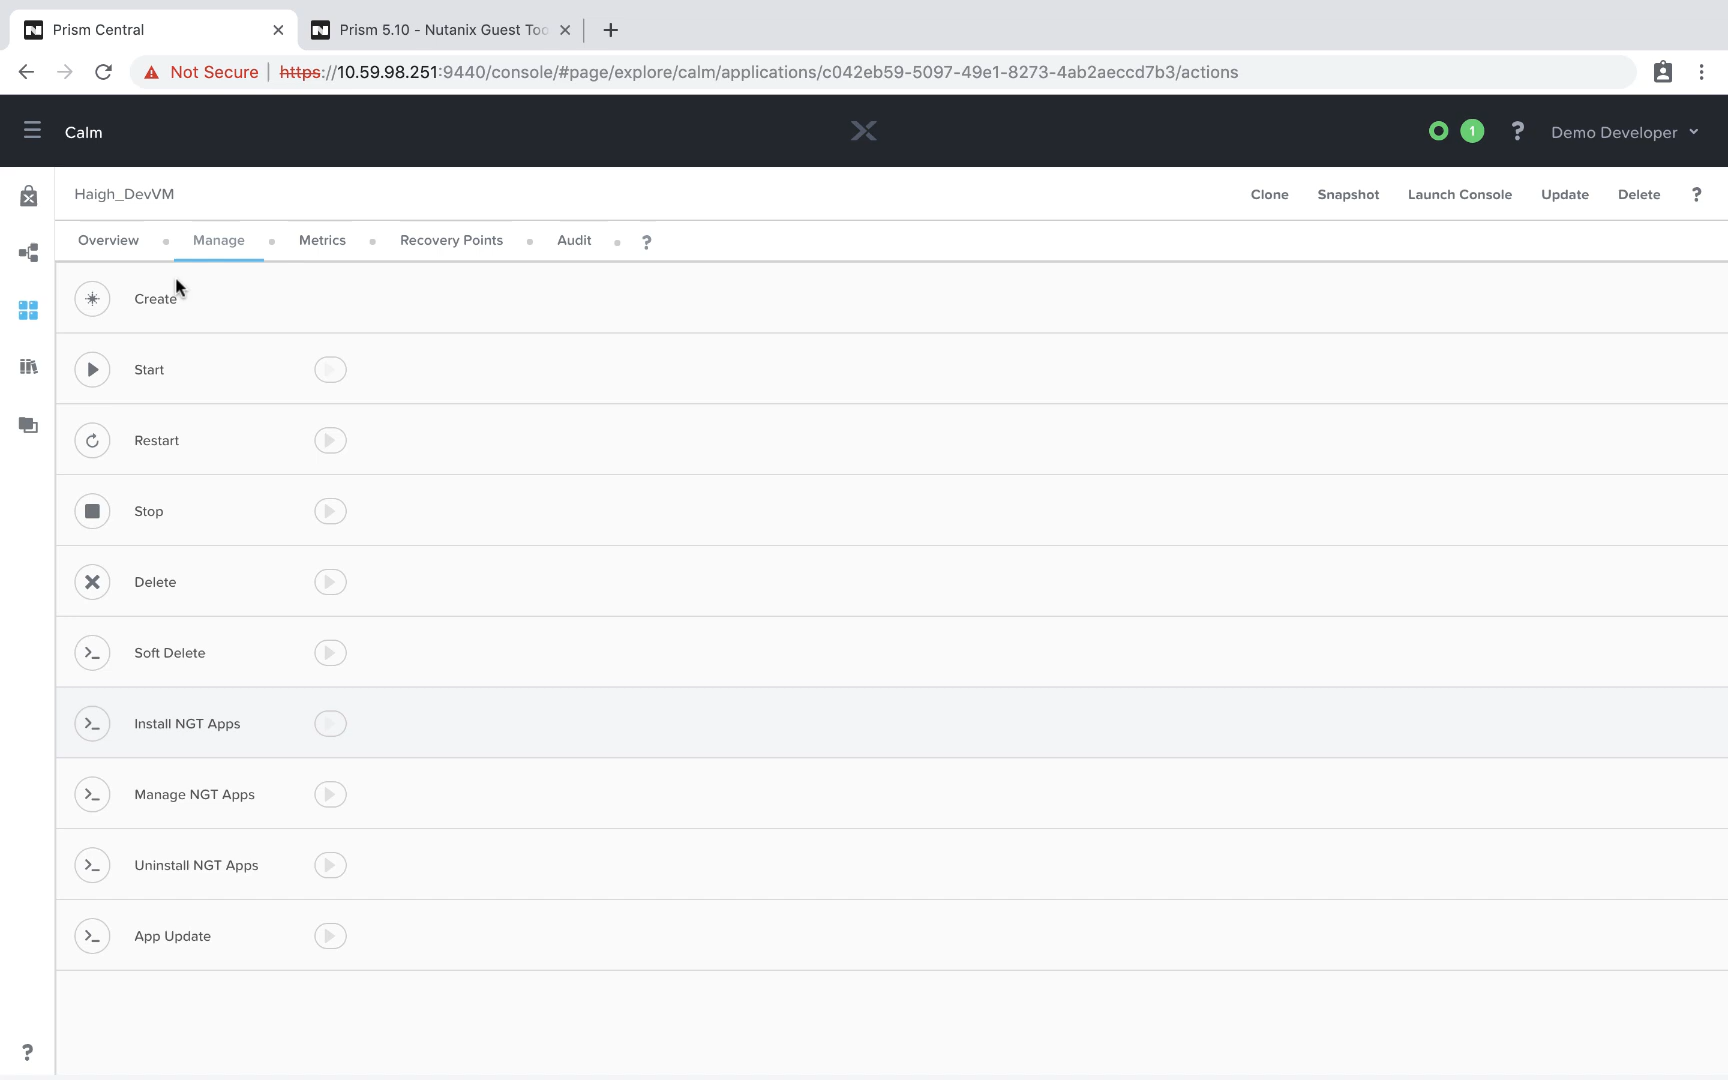 Prism Central
Prism 5.10 - Nutanix Guest Too
Not Secure | https://10.59.98.251:9440/console/#page/explore/calm/applications/c042eb59-5097-49e1-8273-4ab2aeccd7b3/actions
Calm
1 ? Demo Developer
Haigh_DevVM
Clone Snapshot Launch Console Update Delete ?
Overview Manage Metrics Recovery Points Audit ?
Create
Start
Restart
Stop
Delete
Soft Delete
Install NGT Apps
Manage NGT Apps
Uninstall NGT Apps
App Update
?